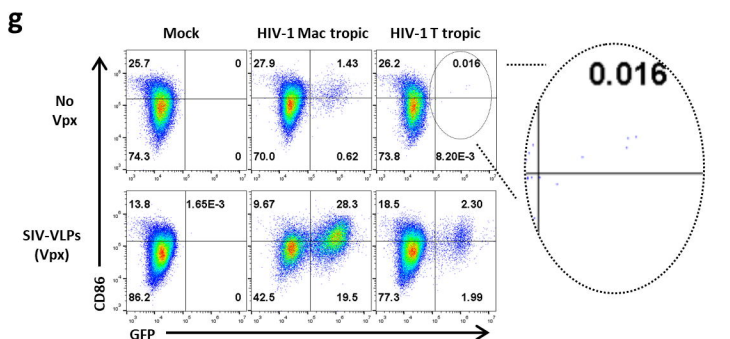 g
Mock HIV-1 Mac tropic HIV-1 T tropic
No Vpx
25.7 0 27.9 1.43 26.2 0.016
74.3 0 70.0 0.62 73.8 8.20E-3
0.016
SIV-VLPs (Vpx)
13.8 1.65E-3 9.67 28.3 18.5 2.30
86.2 0 42.5 19.5 77.3 1.99
CD86
GFP